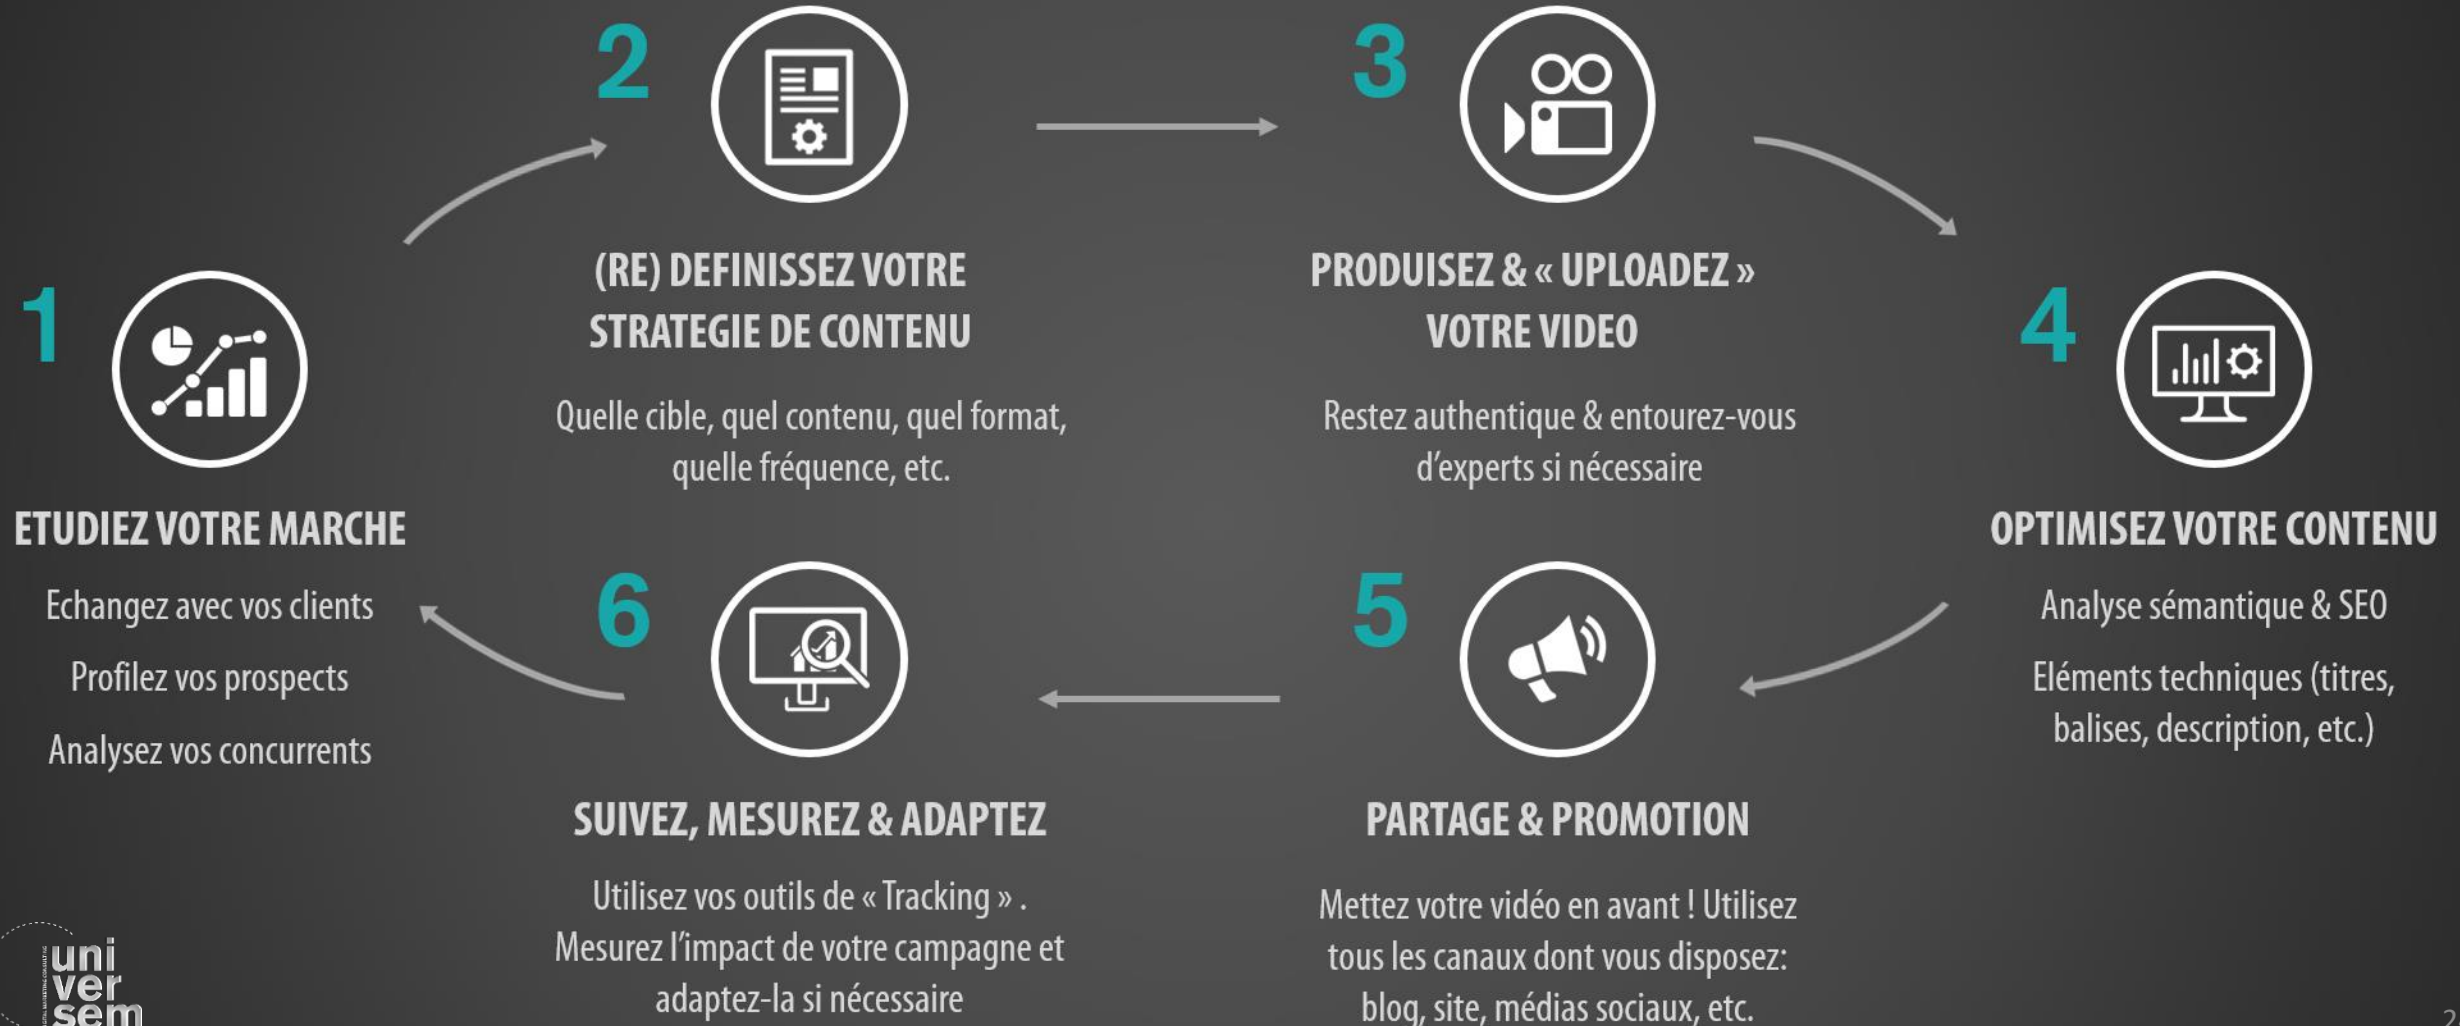 1
ETUDIEZ VOTRE MARCHE
Echangez avec vos clients
Profilez vos prospects
Analysez vos concurrents
2
(RE) DEFINISSEZ VOTRE
STRATEGIE DE CONTENU
Quelle cible, quel contenu, quel format,
quelle fréquence, etc.
3
PRODUISEZ & « UPLOADEZ »
VOTRE VIDEO
Restez authentique & entourez-vous
d’experts si nécessaire
4
OPTIMISEZ VOTRE CONTENU
Analyse sémantique & SEO
Eléments techniques (titres,
balises, description, etc.)
5
PARTAGE & PROMOTION
Mettez votre vidéo en avant ! Utilisez
tous les canaux dont vous disposez:
blog, site, médias sociaux, etc.
6
SUIVEZ, MESUREZ & ADAPTEZ
Utilisez vos outils de « Tracking » .
Mesurez l’impact de votre campagne et
adaptez-la si nécessaire
uni
ver
sem